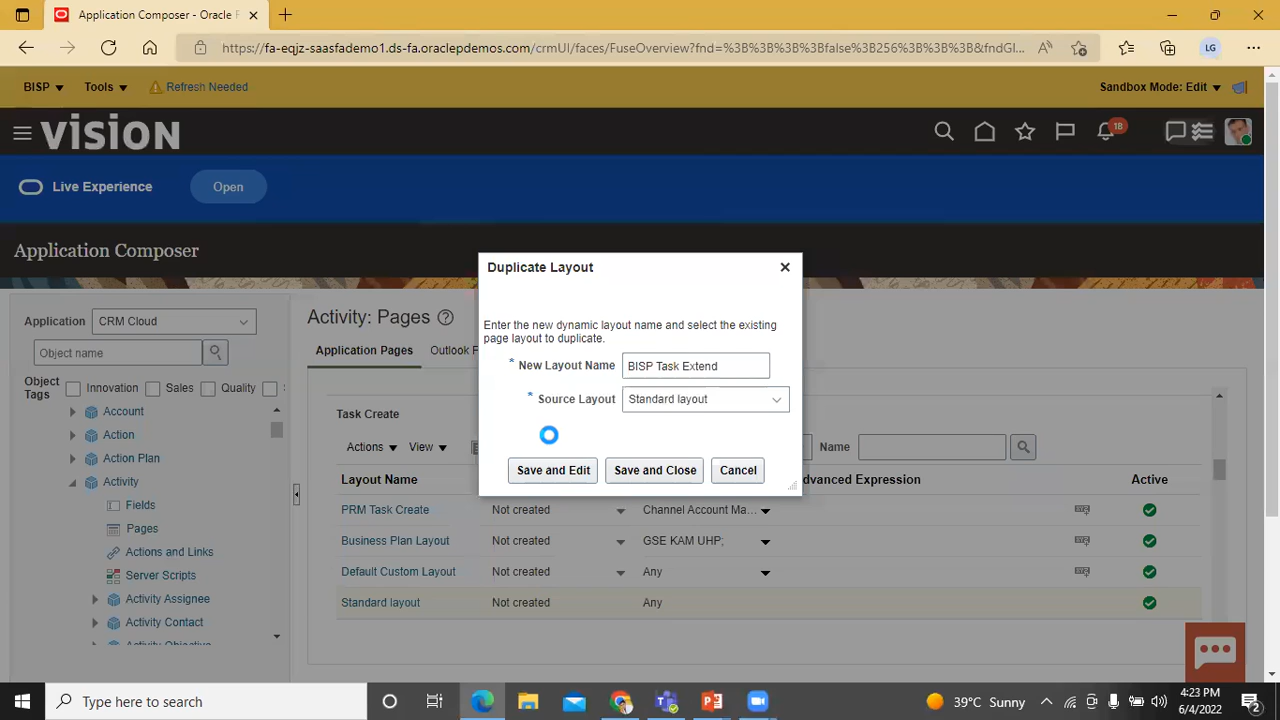 Application Composer - Oracle F
https://fa-eqjz-saasfademo1.ds-fa.oraclepdemos.com/crmUI/faces/FuseOverview?fnd=%3B%3B%3B%3Bfalse%3B256%3B%3B%3B&fndGl...
LG
BISP
Tools
Refresh Needed
Sandbox Mode: Edit
VISION
18
Live Experience
Open
Application Composer
Application
CRM Cloud
Object name
Object Tags
Innovation
Sales
Quality
Account
Action
Action Plan
Activity
Fields
Pages
Actions and Links
Server Scripts
Activity Assignee
Activity Contact
Activity Objective
Activity: Pages
Application Pages
Outlook P
Task Create
Actions
View
Name
Layout Name
dvanced Expression
Active
PRM Task Create
Not created
Channel Account Ma...
Business Plan Layout
Not created
GSE KAM UHP;
Default Custom Layout
Not created
Any
Standard layout
Not created
Any
Duplicate Layout
Enter the new dynamic layout name and select the existing
page layout to duplicate.
* New Layout Name
BISP Task Extend
* Source Layout
Standard layout
Save and Edit
Save and Close
Cancel
Type here to search
39°C Sunny
4:23 PM
6/4/2022
2